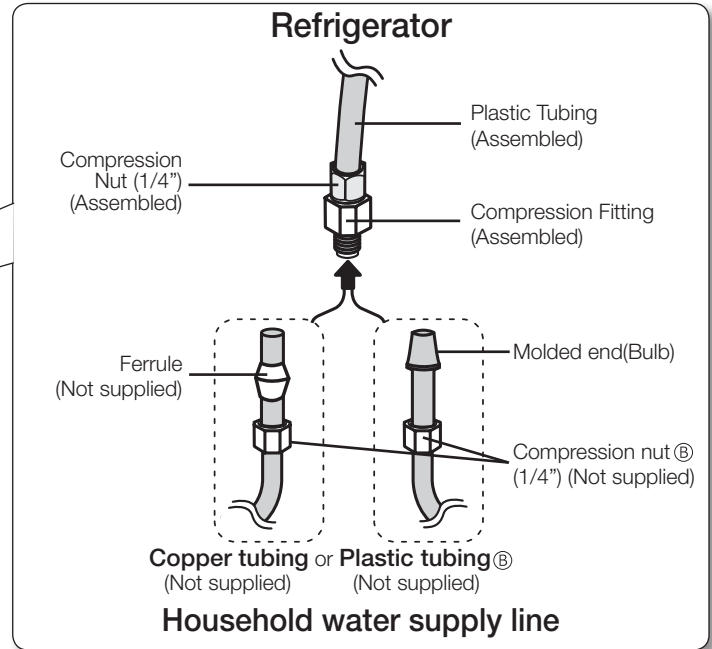 Refrigerator
Plastic Tubing
(Assembled)
Compression
Nut (1/4”)
(Assembled)
Compression Fitting
(Assembled)
Ferrule
(Not supplied)
Molded end(Bulb)
Compression nut Ⓑ
(1/4”) (Not supplied)
Copper tubing or Plastic tubing Ⓑ
(Not supplied) (Not supplied)
Household water supply line